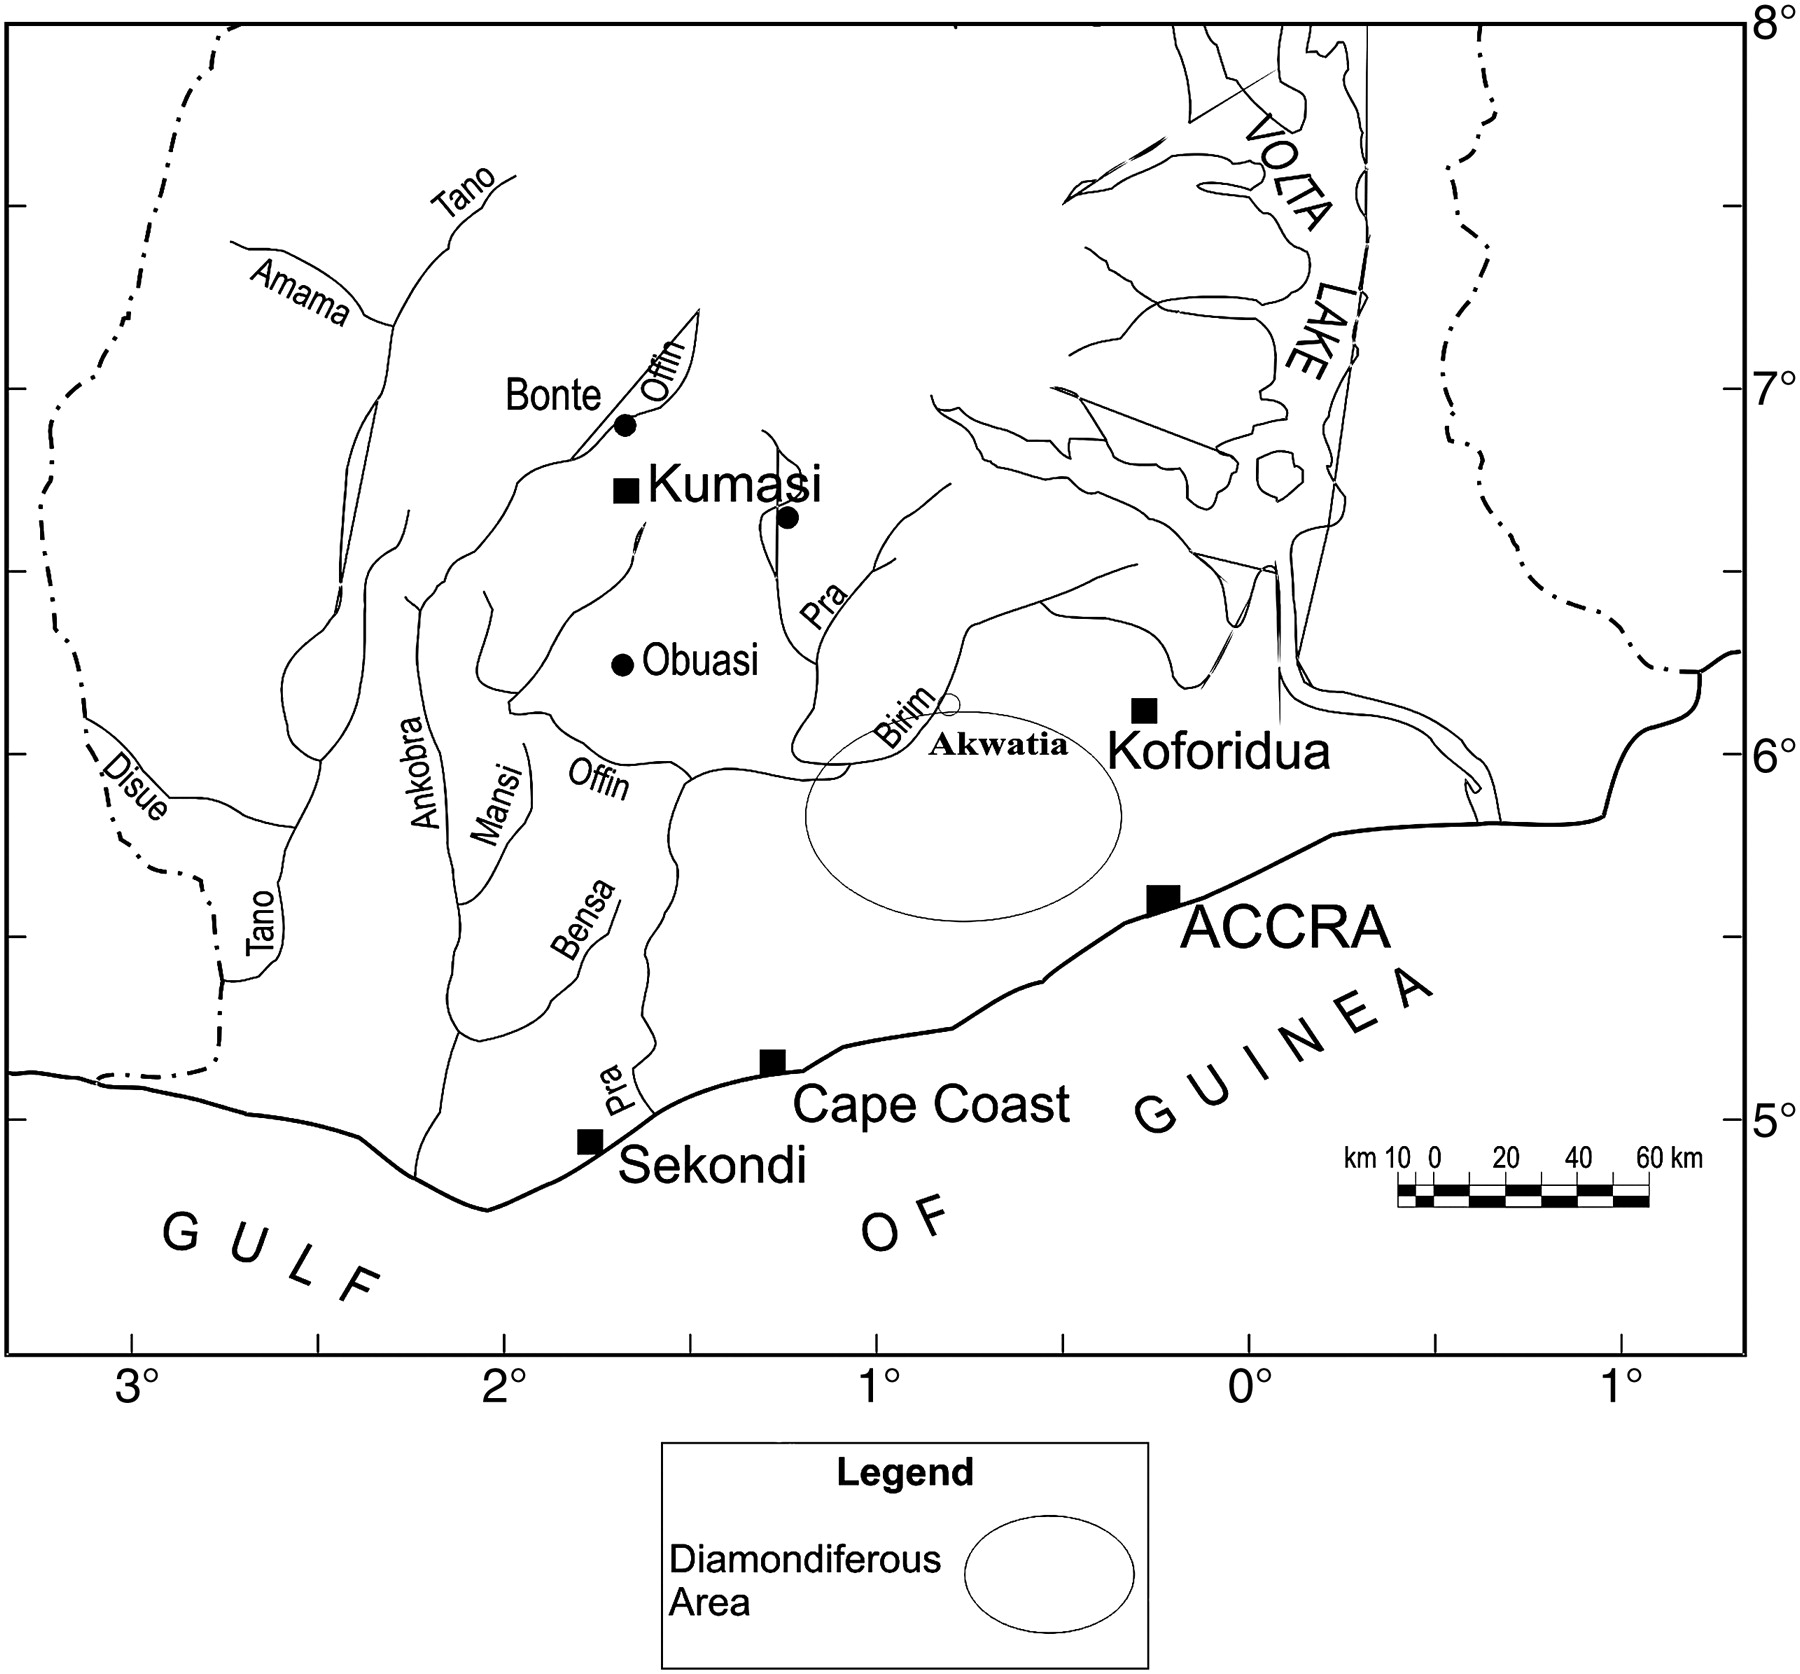 8°
VOLTA
Tano
Amama
LAKE
Offin
Bonte
7°
Kumasi
Pra
Obuasi
Birim
Ankobra
Akwatia
Koforidua
6°
Disue
Mansi
Offin
Tano
Bensa
ACCRA
GUINEA
Pra
Cape Coast
5°
Sekondi
km 10 0 20 40 60 km
GULF
OF
3° 2° 1° 0° 1°
Legend
Diamondiferous
Area